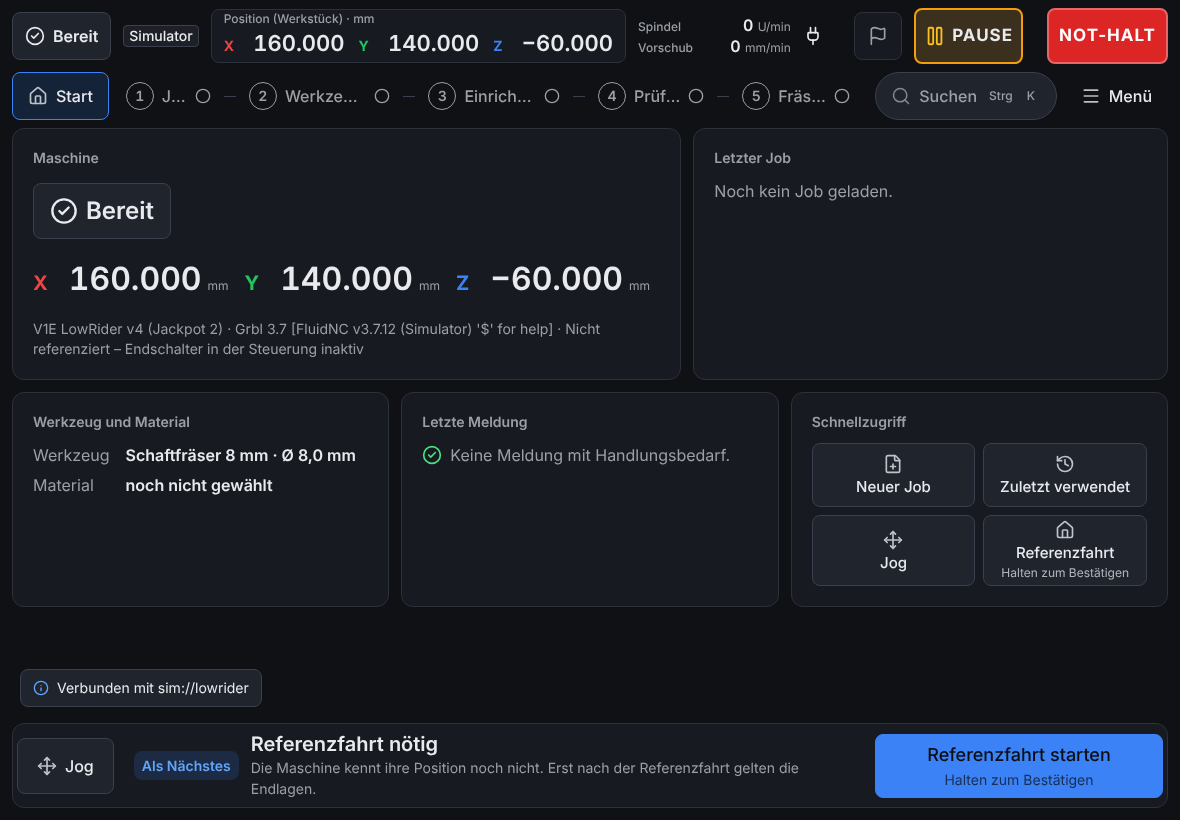 Bereit
Simulator
Position (Werkstück) · mm
X 160.000 Y 140.000 Z −60.000
Spindel 0 U/min
Vorschub 0 mm/min
PAUSE
NOT-HALT
Start
1 J...
2 Werkze...
3 Einrich...
4 Prüf...
5 Fräs...
Suchen Strg K
Menü
Maschine
Bereit
X 160.000 mm Y 140.000 mm Z −60.000 mm
V1E LowRider v4 (Jackpot 2) · Grbl 3.7 [FluidNC v3.7.12 (Simulator) '$' for help] · Nicht
referenziert – Endschalter in der Steuerung inaktiv
Letzter Job
Noch kein Job geladen.
Werkzeug und Material
Werkzeug Schaftfräser 8 mm · Ø 8,0 mm
Material noch nicht gewählt
Letzte Meldung
Keine Meldung mit Handlungsbedarf.
Schnellzugriff
Neuer Job
Zuletzt verwendet
Jog
Referenzfahrt
Halten zum Bestätigen
Verbunden mit sim://lowrider
Jog
Als Nächstes
Referenzfahrt nötig
Die Maschine kennt ihre Position noch nicht. Erst nach der Referenzfahrt gelten die
Endlagen.
Referenzfahrt starten
Halten zum Bestätigen